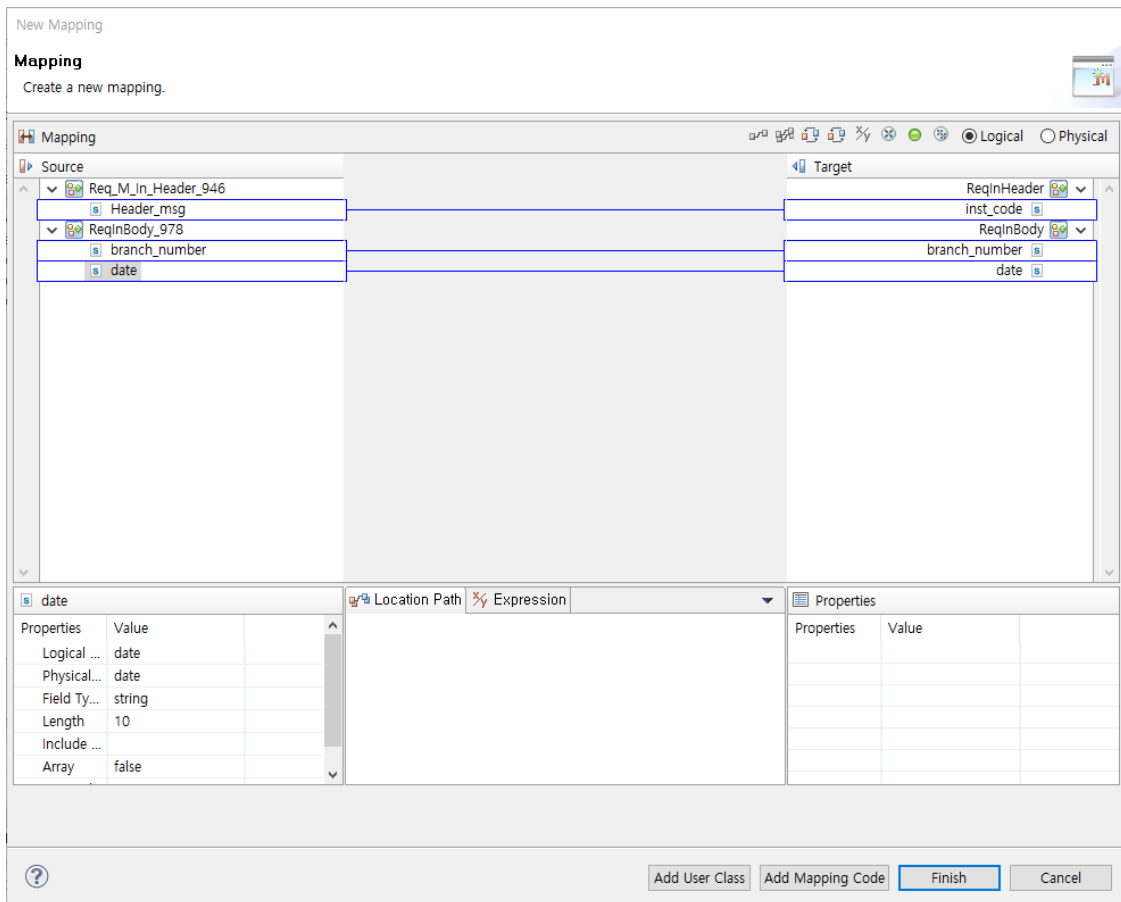 New Mapping
Mapping
Create a new mapping.
Mapping
Logical
Physical
Source
Target
Req_M_In_Header_946
ReqInHeader
Header_msg
inst_code
ReqInBody_978
ReqInBody
branch_number
branch_number
date
date
date
Location Path
Expression
Properties
Properties Value
Properties Value
Logical ... date
Physical... date
Field Ty... string
Length 10
Include ...
Array false
Add User Class
Add Mapping Code
Finish
Cancel